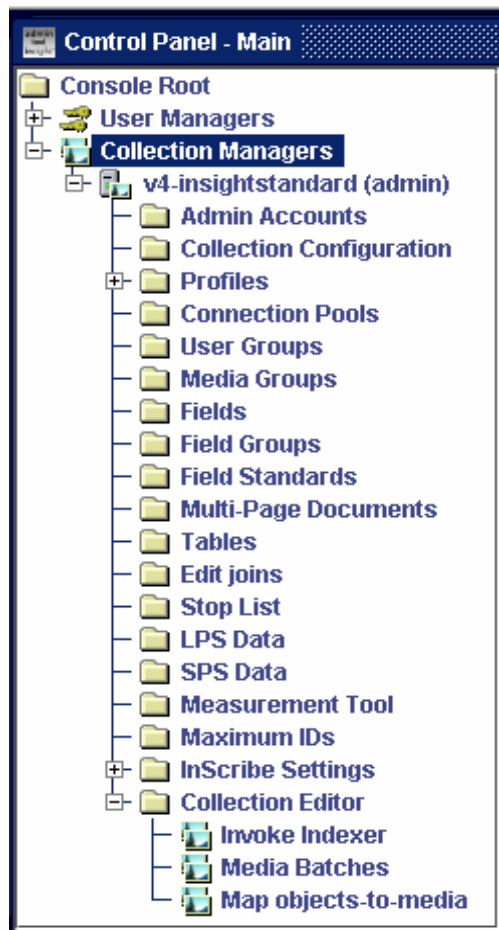 Control Panel - Main
Console Root
User Managers
Collection Managers
v4-insightstandard (admin)
Admin Accounts
Collection Configuration
Profiles
Connection Pools
User Groups
Media Groups
Fields
Field Groups
Field Standards
Multi-Page Documents
Tables
Edit joins
Stop List
LPS Data
SPS Data
Measurement Tool
Maximum IDs
InScribe Settings
Collection Editor
Invoke Indexer
Media Batches
Map objects-to-media